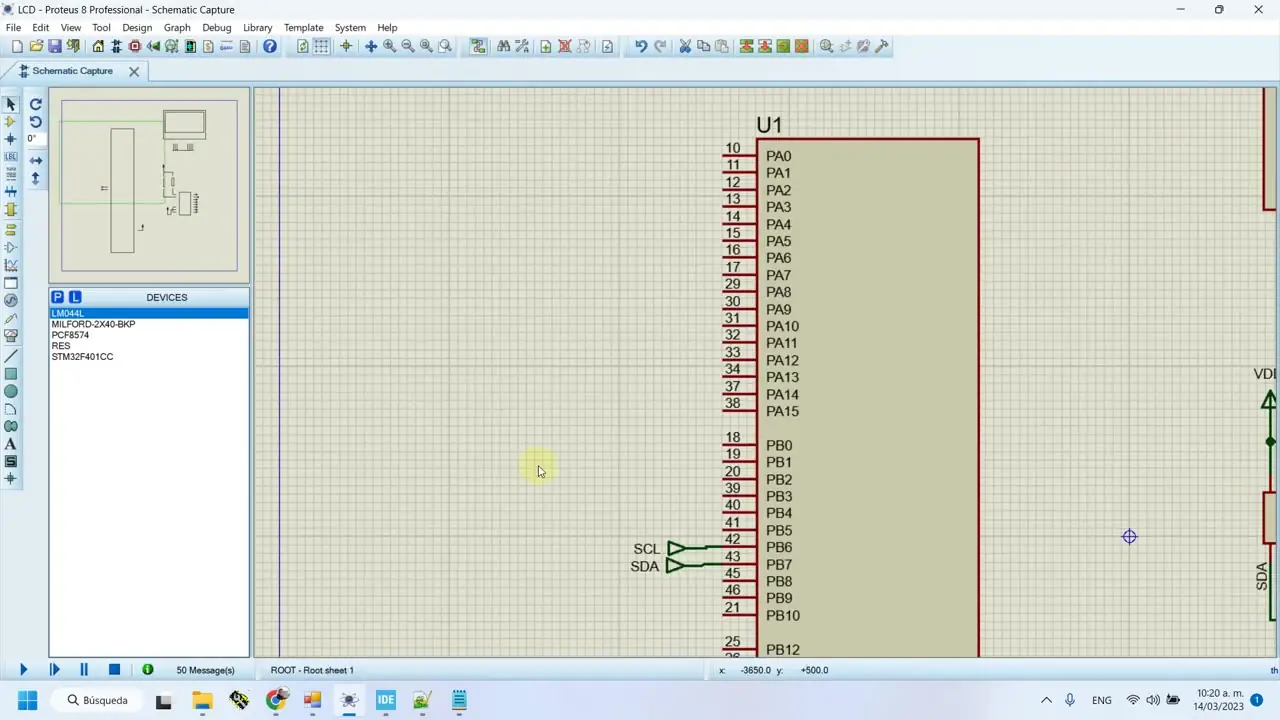 LCD - Proteus 8 Professional - Schematic Capture
File Edit View Tool Design Graph Debug Library Template System Help
Schematic Capture
0°
LBL
P L DEVICES
LM044L
MILFORD-2X40-BKP
PCF8574
RES
STM32F401CC
A
S
U1
10 PA0
11 PA1
12 PA2
13 PA3
14 PA4
15 PA5
16 PA6
17 PA7
29 PA8
30 PA9
31 PA10
32 PA11
33 PA12
34 PA13
37 PA14
38 PA15
18 PB0
19 PB1
20 PB2
39 PB3
40 PB4
41 PB5
SCL 42 PB6
SDA 43 PB7
45 PB8
46 PB9
21 PB10
25 PB12
SDA
50 Message(s) ROOT - Root sheet 1 x: -3650.0 y: +500.0 th
Búsqueda IDE ENG 10:20 a. m.
14/03/2023 1